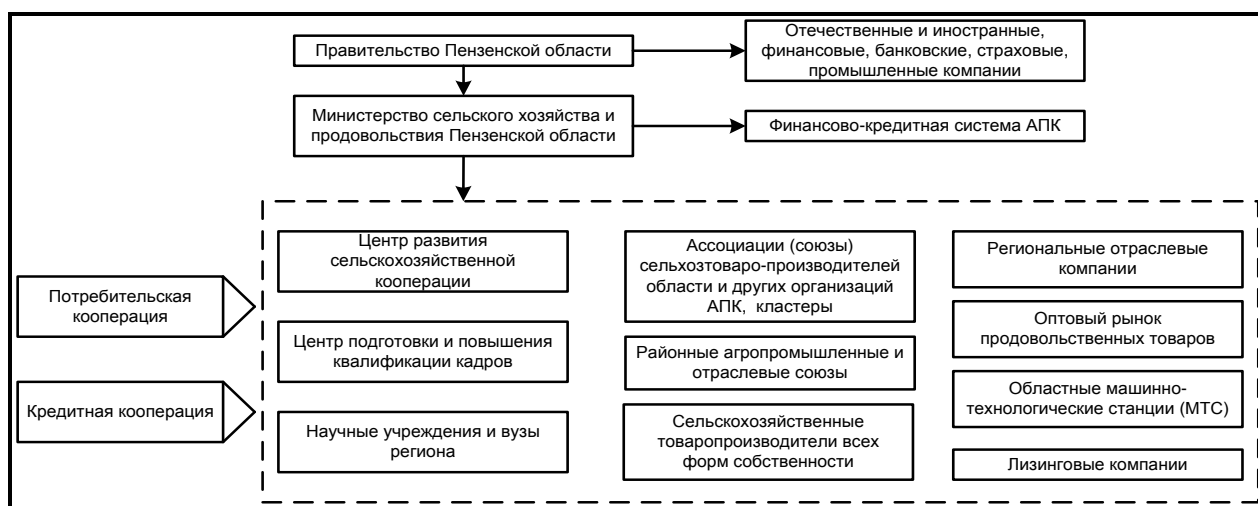 Правительство Пензенской области
Отечественные и иностранные,
финансовые, банковские, страховые,
промышленные компании
Министерство сельского хозяйства и
продовольствия Пензенской области
Финансово-кредитная система АПК
Потребительская
кооперация
Кредитная кооперация
Центр развития
сельскохозяйственной
кооперации
Центр подготовки и повышения
квалификации кадров
Научные учреждения и вузы
региона
Ассоциации (союзы)
сельхозтоваро-производителей
области и других организаций
АПК, кластеры
Районные агропромышленные и
отраслевые союзы
Сельскохозяйственные
товаропроизводители всех
форм собственности
Региональные отраслевые
компании
Оптового рынок
продовольственных товаров
Областные машинно-
технологические станции (МТС)
Лизинговые компании